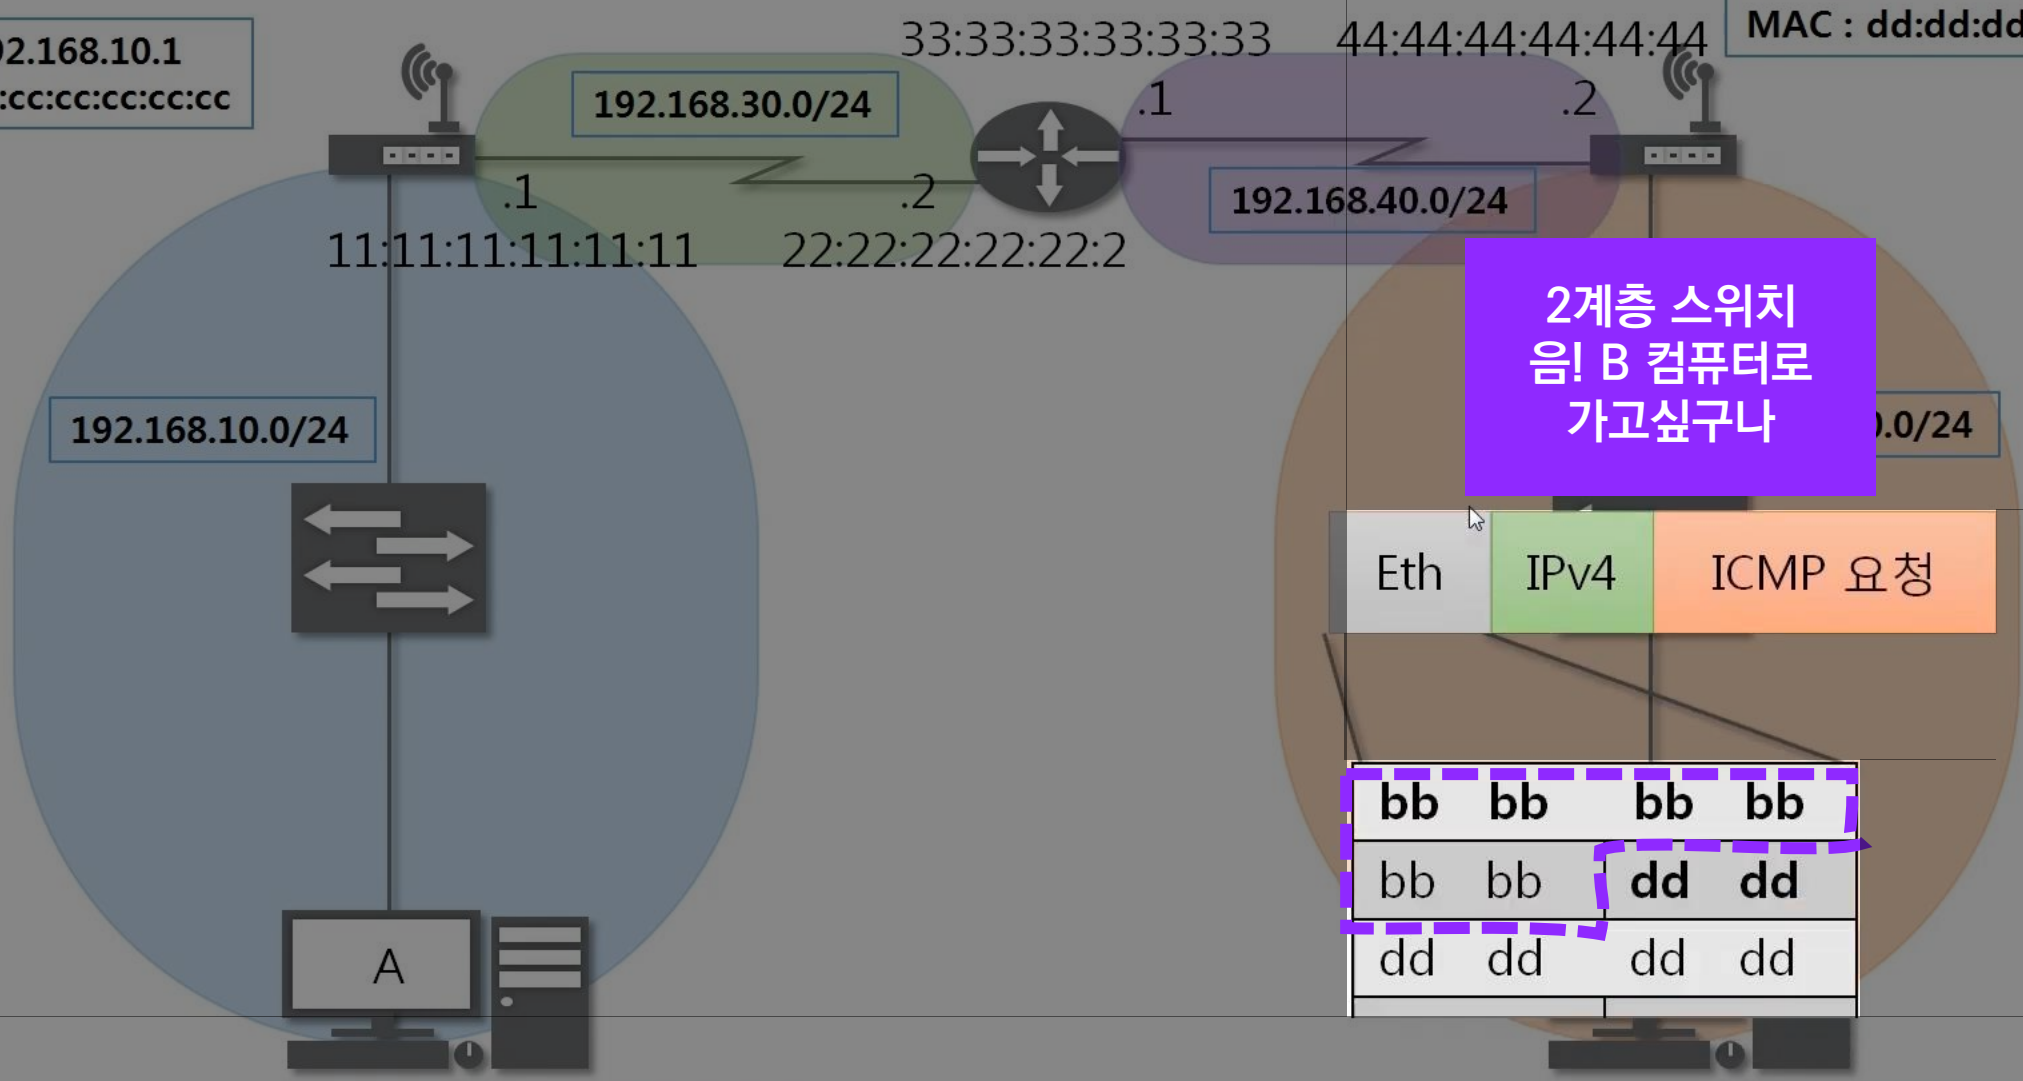 92.168.10.1
:cc:cc:cc:cc:cc
33:33:33:33:33:33
44:44:44:44:44:44
MAC : dd:dd:dd
192.168.30.0/24
.1
.2
.1
.2
192.168.40.0/24
11:11:11:11:11:11
22:22:22:22:22:2
2계층 스위치
음! B 컴퓨터로
가고싶구나
192.168.10.0/24
.0/24
Eth IPv4 ICMP 요청
bb bb bb bb
bb bb dd dd
dd dd dd dd
A